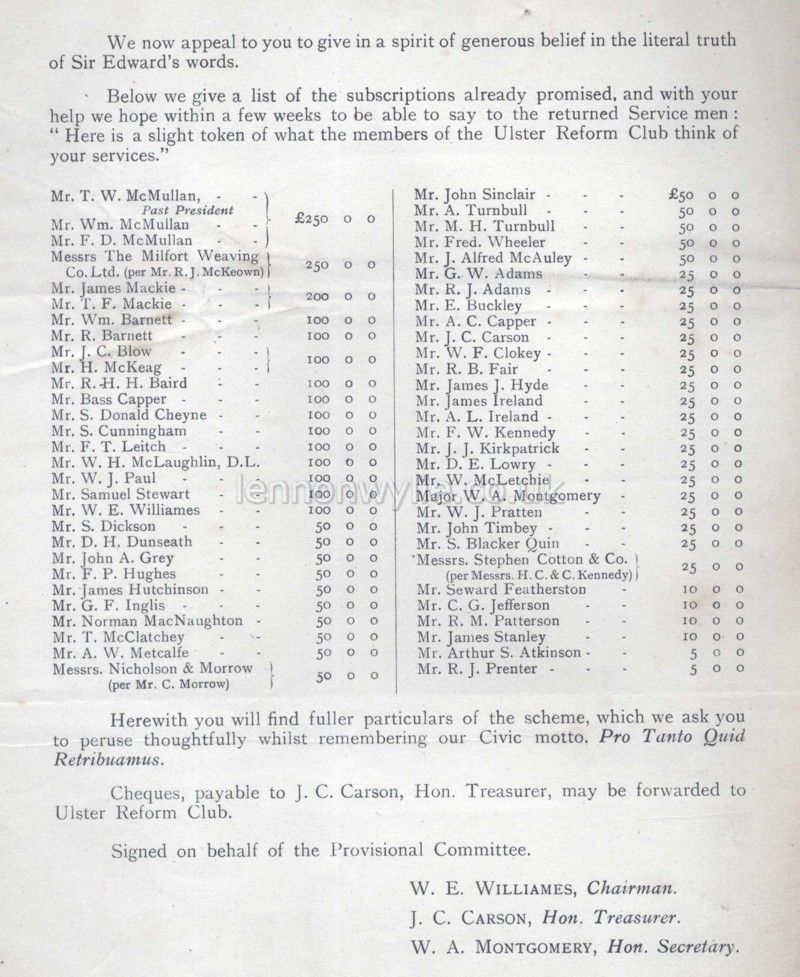 We now appeal to you to give in a spirit of generous belief in the literal truth
of Sir Edward's words.
Below we give a list of the subscriptions already promised, and with your
help we hope within a few weeks to be able to say to the returned Service men :
“ Here is a slight token of what the members of the Ulster Reform Club think of
your services.”
Mr. T. W. McMullan, - -
Past President
Mr. Wm. McMullan - - £250 0 0
Mr. F. D. McMullan - -
Messrs The Milfort Weaving
Co. Ltd. (per Mr. R. J. McKeown) 250 0 0
Mr. James Mackie - - -
Mr. T. F. Mackie - - - 200 0 0
Mr. Wm. Barnett - - - 100 0 0
Mr. R. Barnett - - - 100 0 0
Mr. J. C. Blow - - -
Mr. H. McKeag - - - 100 0 0
Mr. R. H. H. Baird - - 100 0 0
Mr. Bass Capper - - - 100 0 0
Mr. S. Donald Cheyne - - 100 0 0
Mr. S. Cunningham - - 100 0 0
Mr. F. T. Leitch - - - 100 0 0
Mr. W. H. McLaughlin, D.L. 100 0 0
Mr. W. J. Paul - - - 100 0 0
Mr. Samuel Stewart - - 100 0 0
Mr. W. E. Williames - - 100 0 0
Mr. S. Dickson - - - 50 0 0
Mr. D. H. Dunseath - - 50 0 0
Mr. John A. Grey - - 50 0 0
Mr. F. P. Hughes - - 50 0 0
Mr. James Hutchinson - - 50 0 0
Mr. G. F. Inglis - - - 50 0 0
Mr. Norman MacNaughton - 50 0 0
Mr. T. McClatchey - - 50 0 0
Mr. A. W. Metcalfe - - 50 0 0
Messrs. Nicholson & Morrow
(per Mr. C. Morrow) 50 0 0
Mr. John Sinclair - - - £50 0 0
Mr. A. Turnbull - - - 50 0 0
Mr. M. H. Turnbull - - 50 0 0
Mr. Fred. Wheeler - - 50 0 0
Mr. J. Alfred McAuley - - 50 0 0
Mr. G. W. Adams - - - 25 0 0
Mr. R. J. Adams - - - 25 0 0
Mr. E. Buckley - - - 25 0 0
Mr. A. C. Capper - - - 25 0 0
Mr. J. C. Carson - - - 25 0 0
Mr. W. F. Clokey - - - 25 0 0
Mr. R. B. Fair - - - 25 0 0
Mr. James J. Hyde - - 25 0 0
Mr. James Ireland - - 25 0 0
Mr. A. L. Ireland - - - 25 0 0
Mr. F. W. Kennedy - - 25 0 0
Mr. J. J. Kirkpatrick - - 25 0 0
Mr. D. E. Lowry - - - 25 0 0
Mr. W. McLetchie - - 25 0 0
Major W. A. Montgomery - 25 0 0
Mr. W. J. Pratten - - 25 0 0
Mr. John Timbey - - - 25 0 0
Mr. S. Blacker Quin - - 25 0 0
Messrs. Stephen Cotton & Co.
(per Messrs. H. C. & C. Kennedy) 25 0 0
Mr. Seward Featherston - 10 0 0
Mr. C. G. Jefferson - - 10 0 0
Mr. R. M. Patterson - - 10 0 0
Mr. James Stanley - - 10 0 0
Mr. Arthur S. Atkinson - - 5 0 0
Mr. R. J. Prenter - - - 5 0 0
Herewith you will find fuller particulars of the scheme, which we ask you
to peruse thoughtfully whilst remembering our Civic motto, Pro Tanto Quid
Retribuamus.
Cheques, payable to J. C. Carson, Hon. Treasurer, may be forwarded to
Ulster Reform Club.
Signed on behalf of the Provisional Committee.
W. E. WILLIAMES, Chairman.
J. C. CARSON, Hon. Treasurer.
W. A. MONTGOMERY, Hon. Secretary.